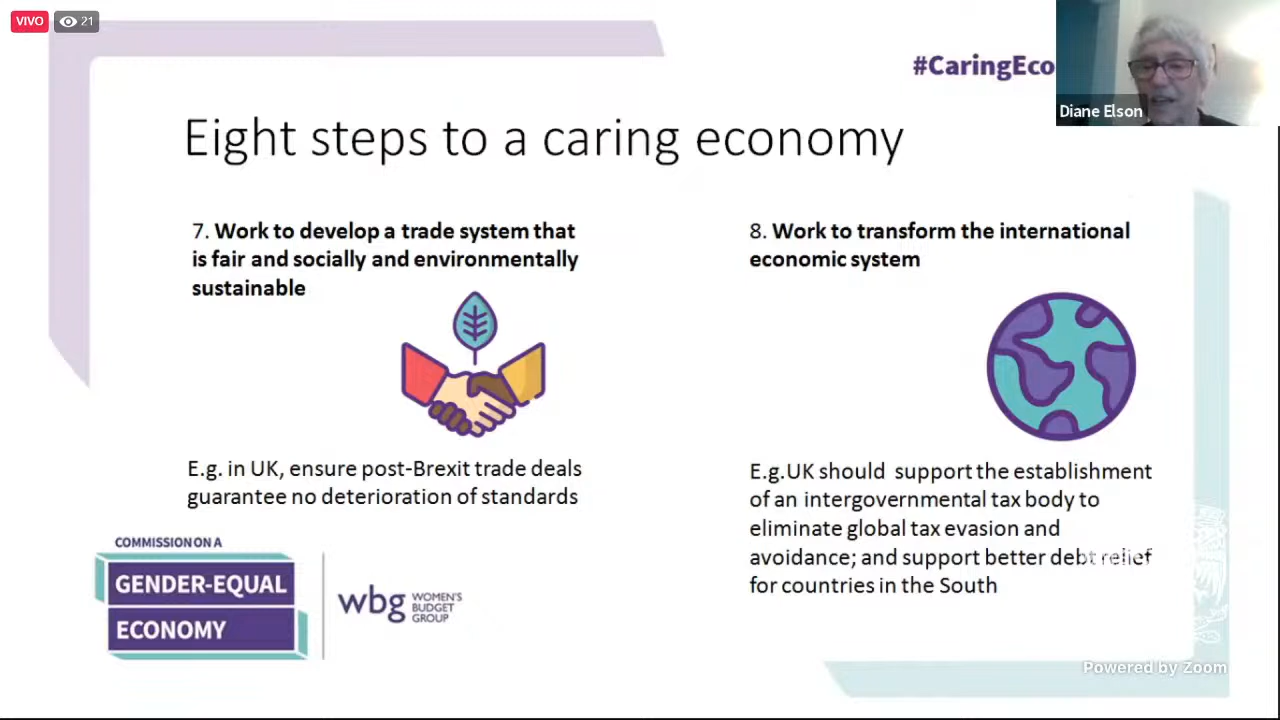 VIVO 21
#CaringEco
Diane Elson
Eight steps to a caring economy
7. Work to develop a trade system that
is fair and socially and environmentally
sustainable
E.g. in UK, ensure post-Brexit trade deals
guarantee no deterioration of standards
8. Work to transform the international
economic system
E.g.UK should support the establishment
of an intergovernmental tax body to
eliminate global tax evasion and
avoidance; and support better debt relief
for countries in the South
COMMISSION ON A
GENDER-EQUAL
ECONOMY
wbg WOMEN'S
BUDGET
GROUP
Powered by Zoom